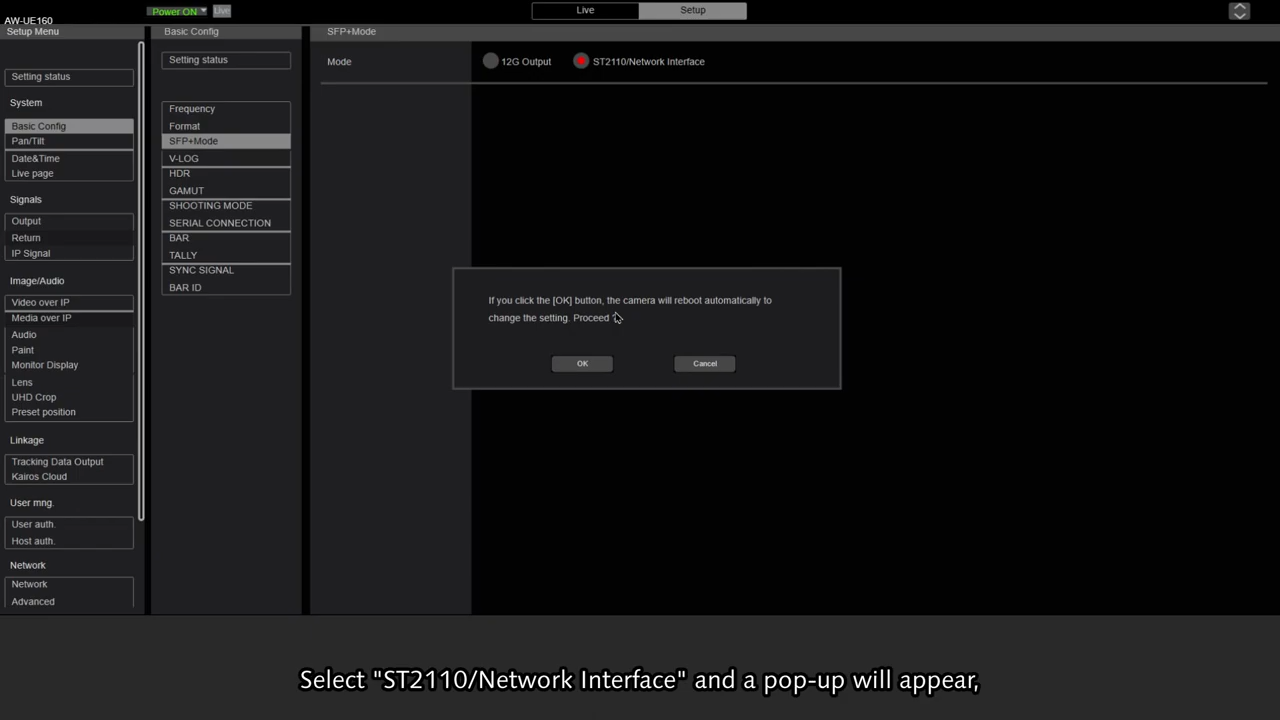 AW-UE160
Power ON
Live
Live
Setup
Setup Menu
Setting status
System
Basic Config
Pan/Tilt
Date&Time
Live page
Signals
Output
Return
IP Signal
Image/Audio
Video over IP
Media over IP
Audio
Paint
Monitor Display
Lens
UHD Crop
Preset position
Linkage
Tracking Data Output
Kairos Cloud
User mng.
User auth.
Host auth.
Network
Network
Advanced
Basic Config
Setting status
Frequency
Format
SFP+Mode
V-LOG
HDR
GAMUT
SHOOTING MODE
SERIAL CONNECTION
BAR
TALLY
SYNC SIGNAL
BAR ID
SFP+Mode
Mode
12G Output
ST2110/Network Interface
If you click the [OK] button, the camera will reboot automatically to
change the setting. Proceed ?
OK
Cancel
Select "ST2110/Network Interface" and a pop-up will appear,